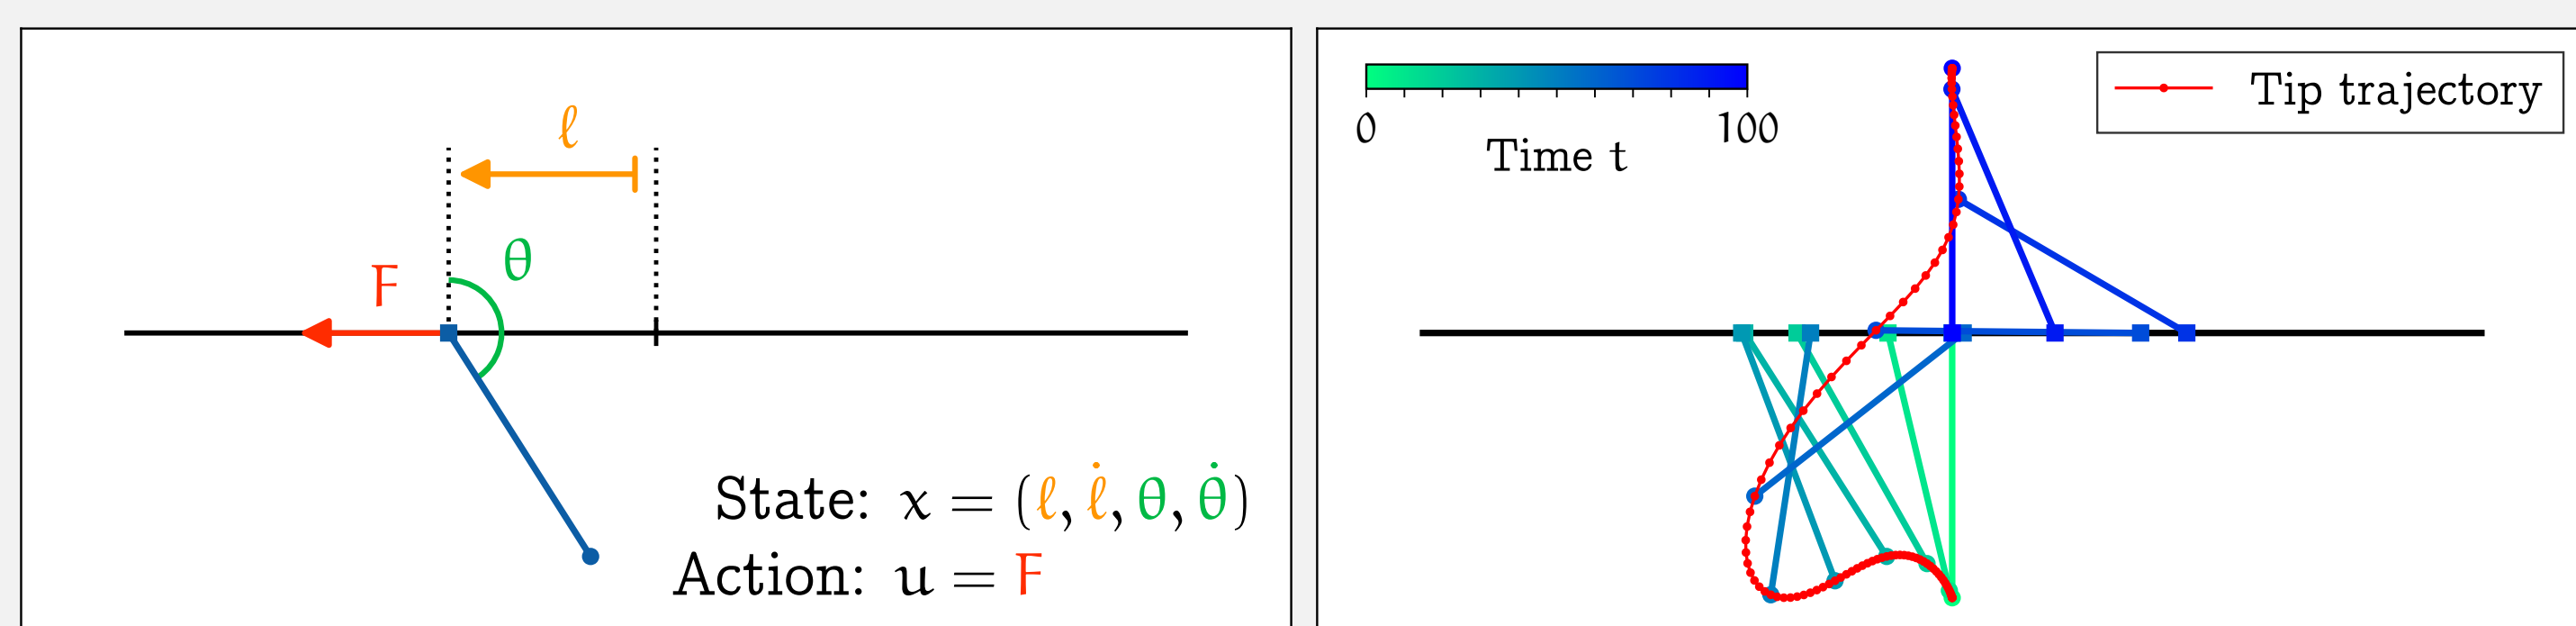 ℓ
θ
F
State: x = (ℓ, ℓ̇, θ, θ̇)
Action: u = F
0 100
Time t
Tip trajectory